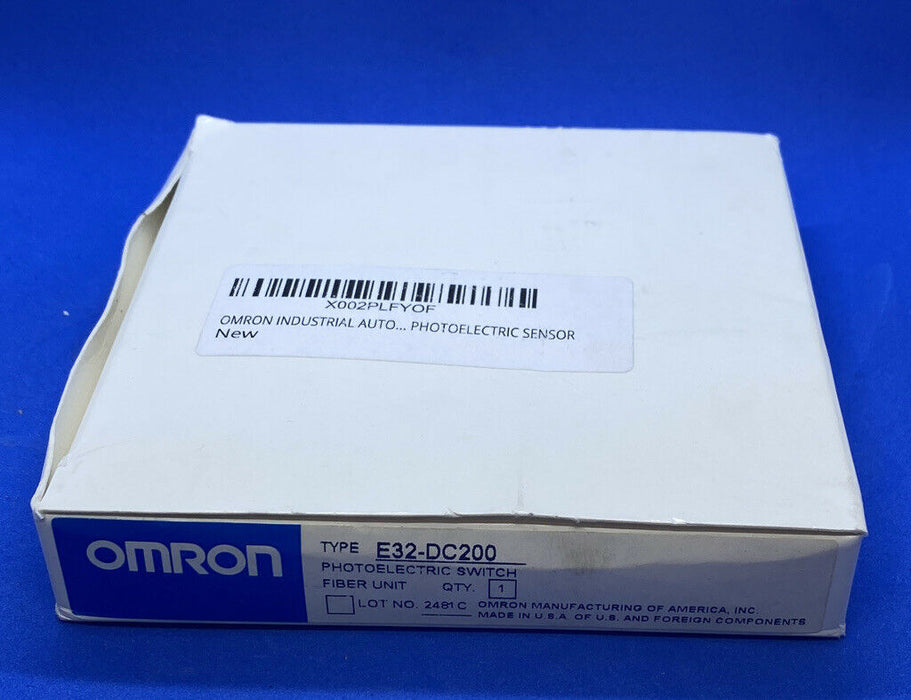 X002PLFYOF
OMRON INDUSTRIAL AUTO... PHOTOELECTRIC SENSOR
New
OMRON
TYPE E32-DC200
PHOTOELECTRIC SWITCH
FIBER UNIT QTY. 1
LOT NO. 2481C OMRON MANUFACTURING OF AMERICA, INC.
MADE IN U.S.A. OF U.S. AND FOREIGN COMPONENTS